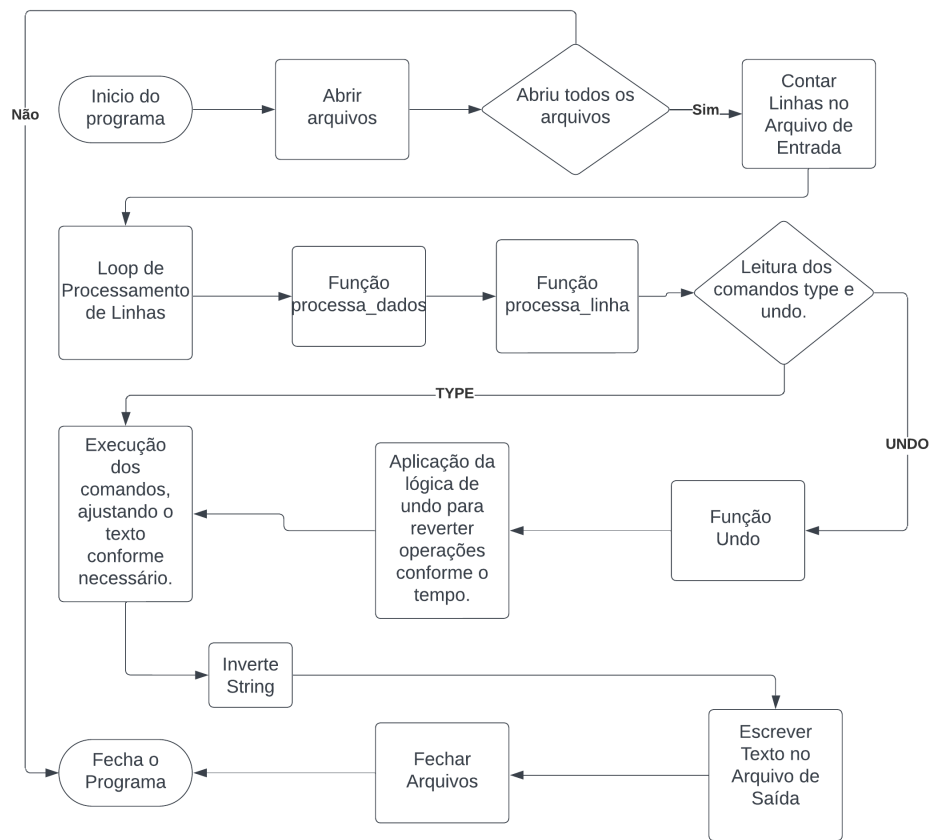 Inicio do
programa
Abrir
arquivos
Abriu todos os
arquivos
Sim
Contar
Linhas no
Arquivo de
Entrada
Não
Loop de
Processamento
de Linhas
Função
processa_dados
Função
processa_linha
Leitura dos
comandos type e
undo.
TYPE
UNDO
Execução
dos
comandos,
ajustando o
texto
conforme
necessário.
Aplicação da
lógica de
undo para
reverter
operações
conforme o
tempo.
Função
Undo
Inverte
String
Escrever
Texto no
Arquivo de
Saída
Fechar
Arquivos
Fecha o
Programa